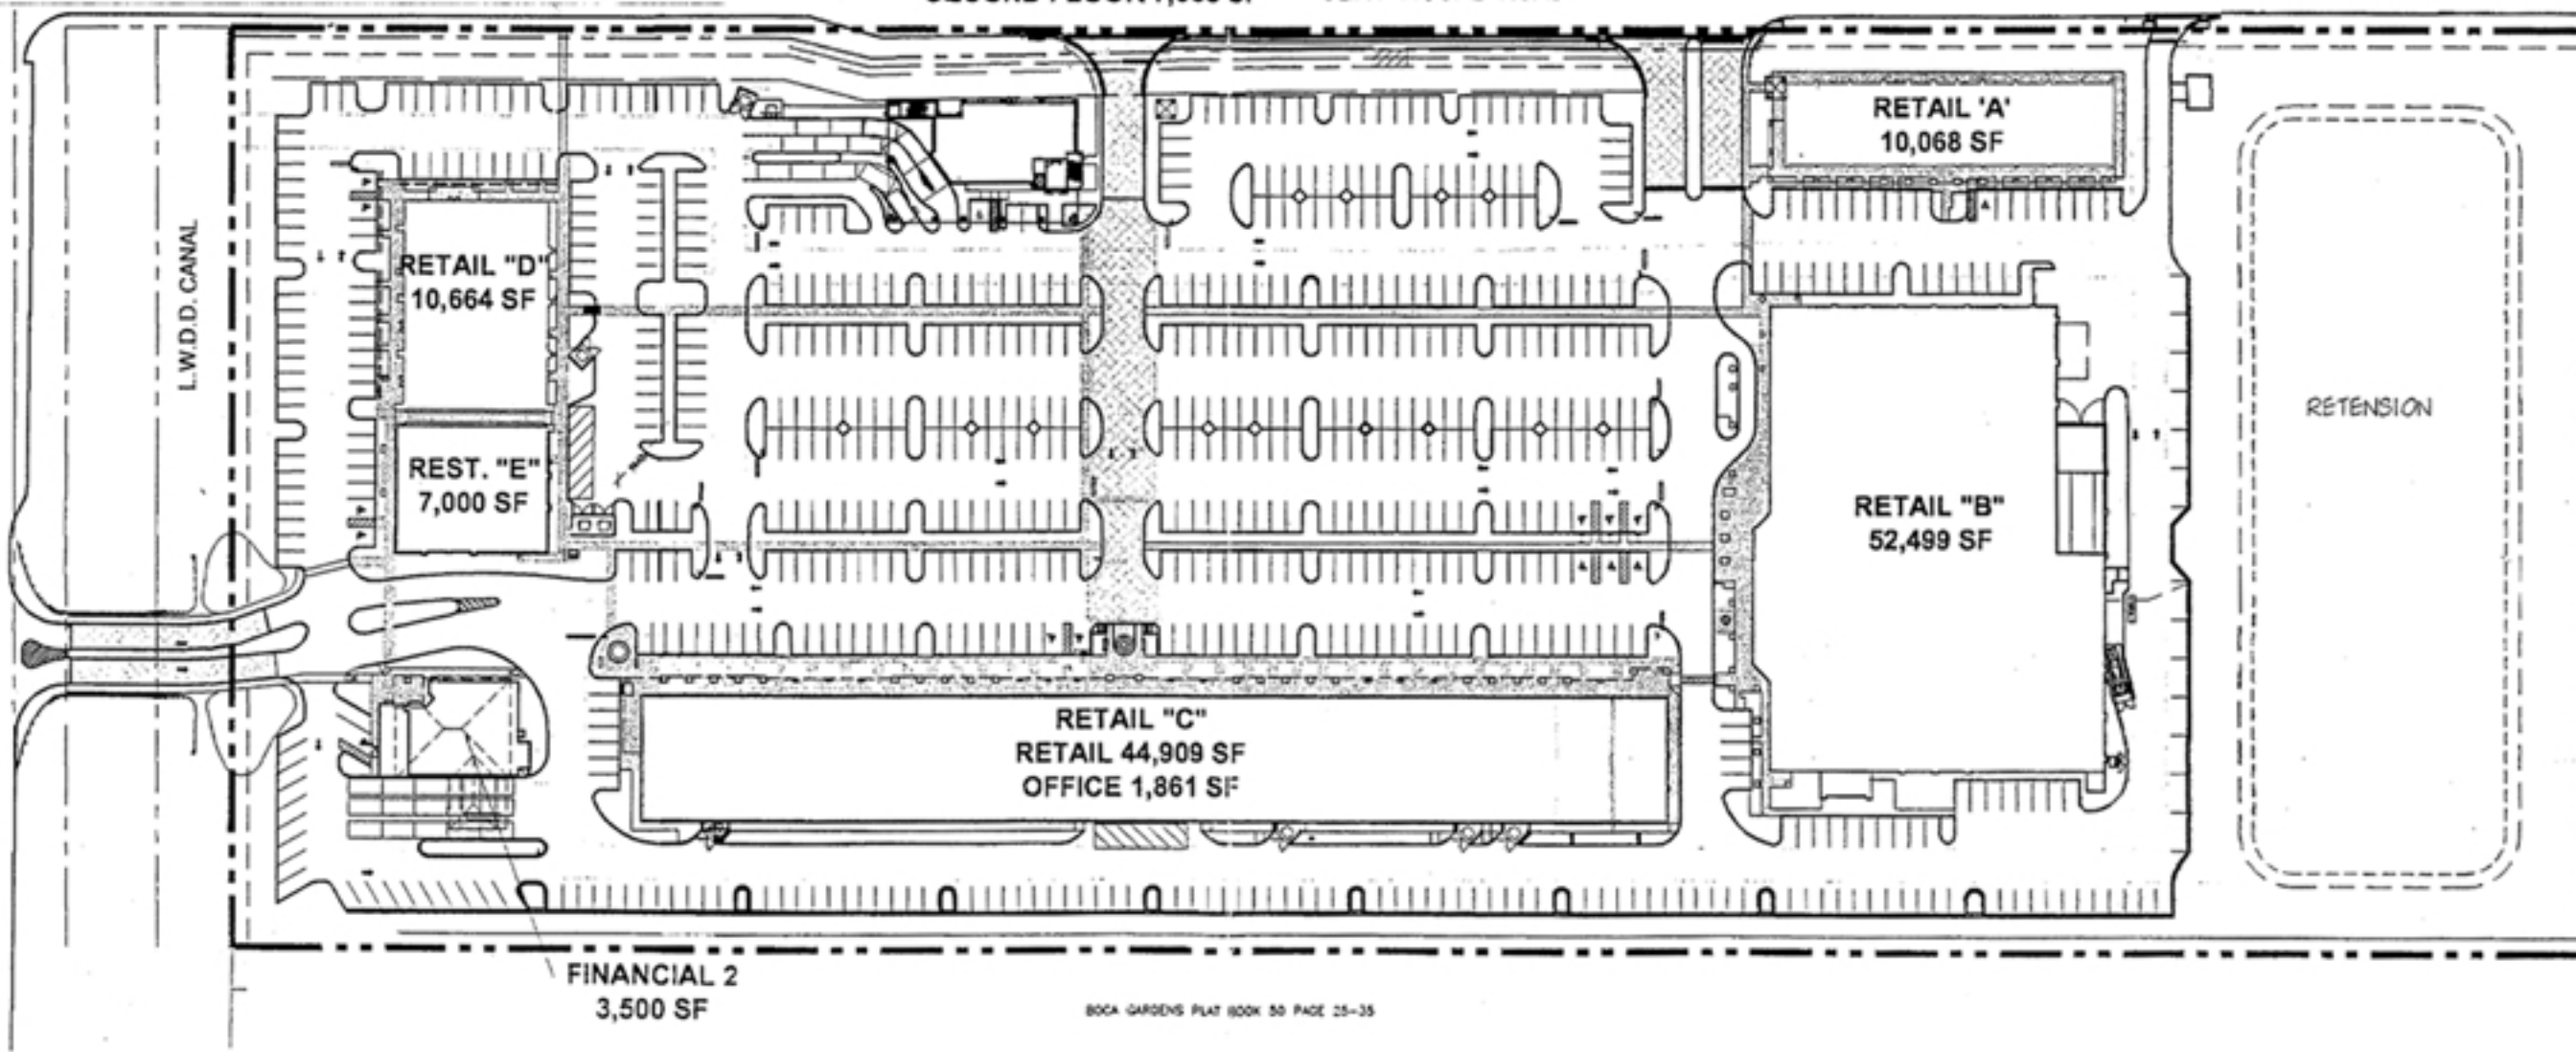 RETAIL 'A'
10,068 SF
L.W.D.D. CANAL
RETAIL "D"
10,664 SF
RETENSION
REST. "E"
7,000 SF
RETAIL "B"
52,499 SF
RETAIL "C"
RETAIL 44,909 SF
OFFICE 1,861 SF
FINANCIAL 2
3,500 SF
BOCA GARDENS PLAT BOOK 50 PAGE 25-35